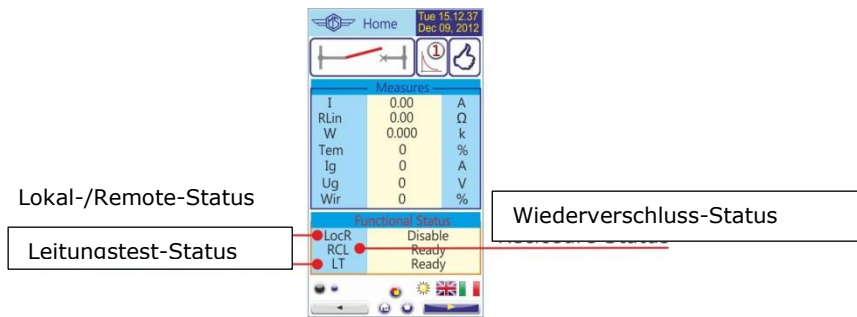 Home
Tue 15.12.37
Dec 09, 2012
1
Measures
I 0.00 A
RLin 0.00 Ω
W 0.000 k
Tem 0 %
Ig 0 A
Ug 0 V
Wir 0 %
Lokal-/Remote-Status
Wiederverschluss-Status
Functional Status
LocR Disable
RCL Ready
LT Ready
Leitungstest-Status